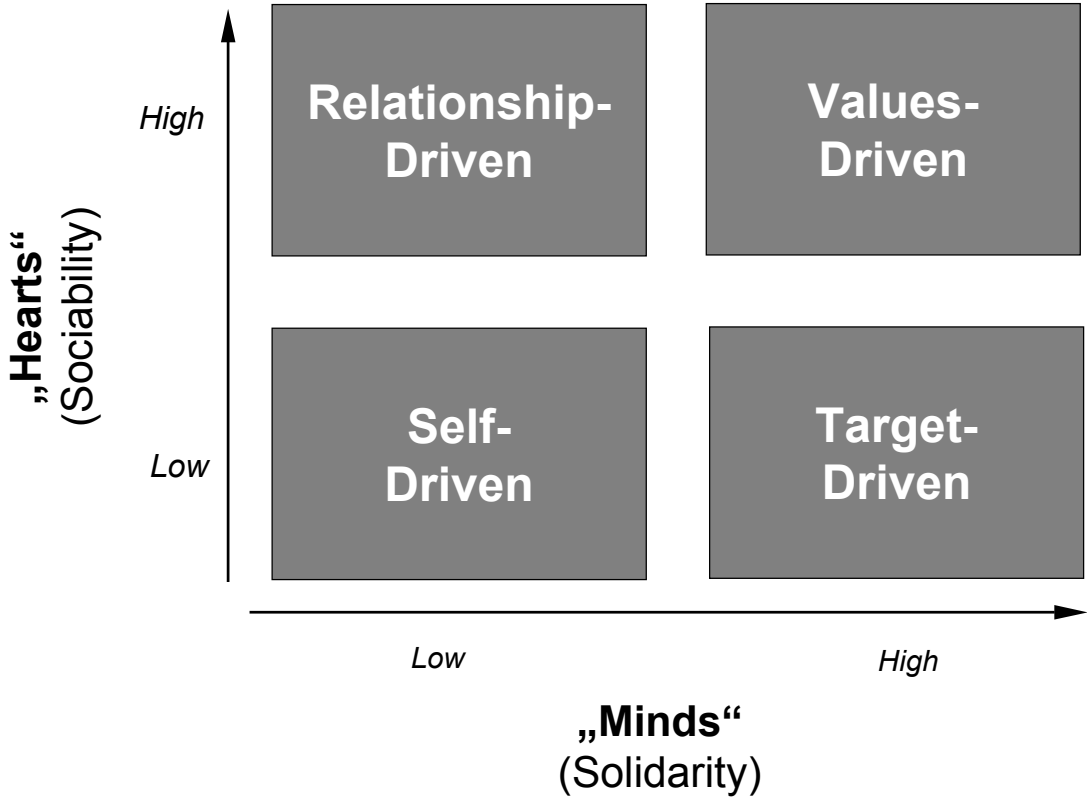 High
Relationship-
Driven
Values-
Driven
„Hearts“
(Sociability)
Low
Self-
Driven
Target-
Driven
Low
High
„Minds“
(Solidarity)